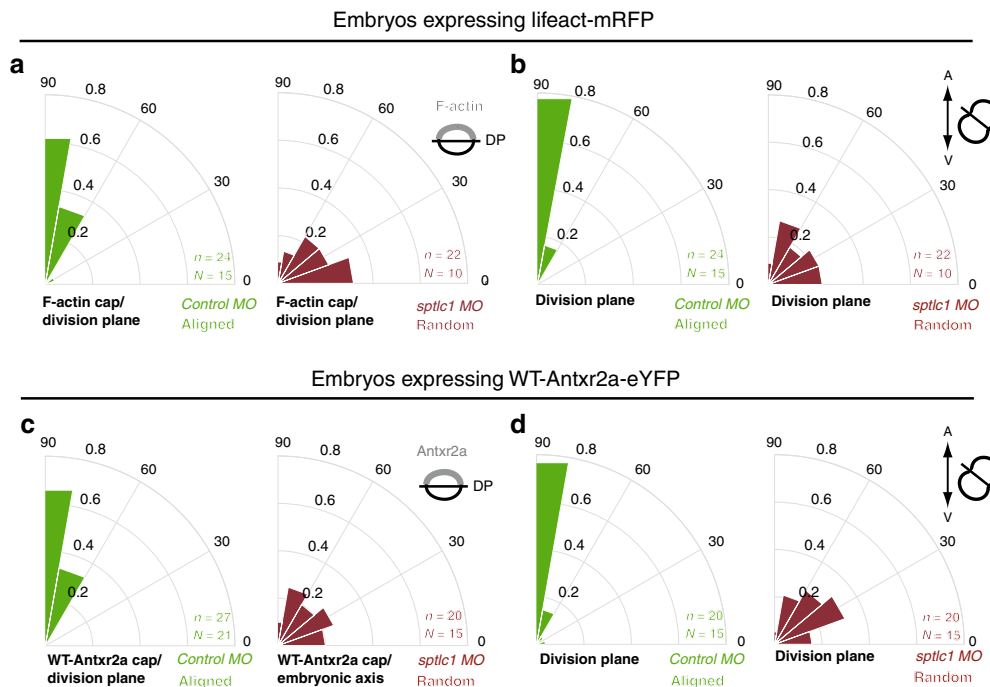 Embryos expressing lifeact-mRFP
a
90
0.8
60
0.6
30
0.4
0.2
0
n = 24
N = 15
F-actin cap/
division plane
Control MO
Aligned
90
0.8
60
0.6
30
0.4
0.2
0
F-actin
DP
n = 22
N = 10
F-actin cap/
division plane
sptlc1 MO
Random
b
90
0.8
60
0.6
30
0.4
0.2
0
n = 24
N = 15
Division plane
Control MO
Aligned
90
0.8
60
0.6
30
0.4
0.2
0
A
V
n = 22
N = 10
Division plane
sptlc1 MO
Random
Embryos expressing WT-Antxr2a-eYFP
c
90
0.8
60
0.6
30
0.4
0.2
0
n = 27
N = 21
WT-Antxr2a cap/
division plane
Control MO
Aligned
90
0.8
60
0.6
30
0.4
0.2
0
Antxr2a
DP
n = 20
N = 15
WT-Antxr2a cap/
embryonic axis
sptlc1 MO
Random
d
90
0.8
60
0.6
30
0.4
0.2
0
n = 20
N = 15
Division plane
Control MO
Aligned
90
0.8
60
0.6
30
0.4
0.2
0
A
V
n = 20
N = 15
Division plane
sptlc1 MO
Random